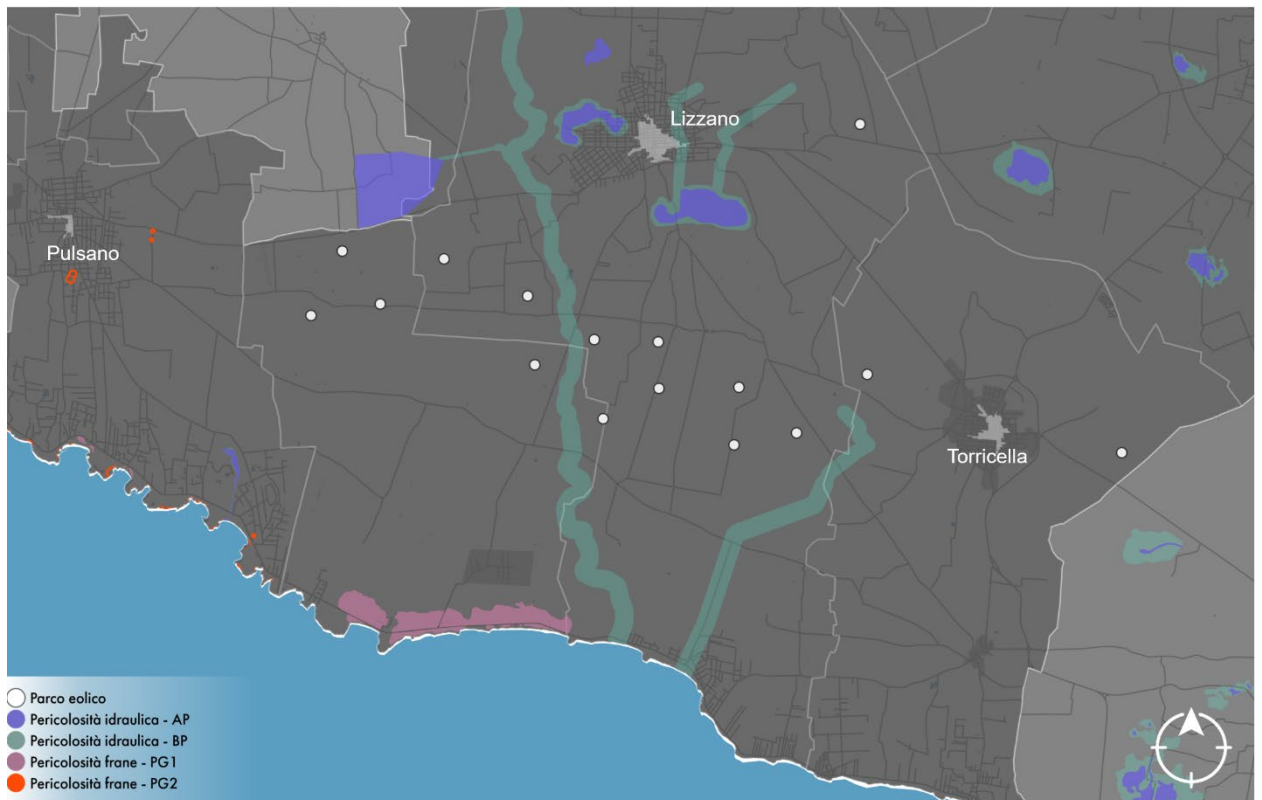 Lizzano
Pulsano
Torricella
Parco eolico
Pericolosità idraulica - AP
Pericolosità idraulica - BP
Pericolosità frane - PG1
Pericolosità frane - PG2